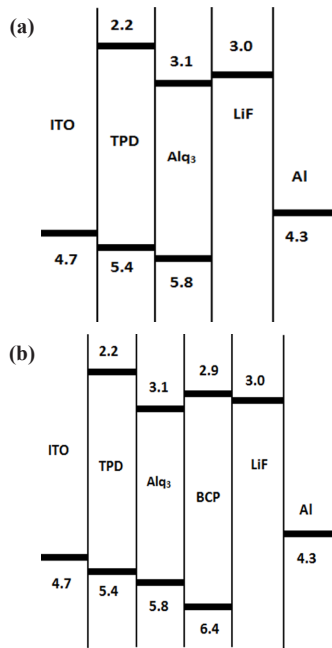 (a)
2.2
3.1
3.0
ITO
TPD
Alq₃
LiF
Al
4.7
5.4
5.8
4.3
(b)
2.2
3.1
2.9
3.0
ITO
TPD
Alq₃
BCP
LiF
Al
4.7
5.4
5.8
6.4
4.3